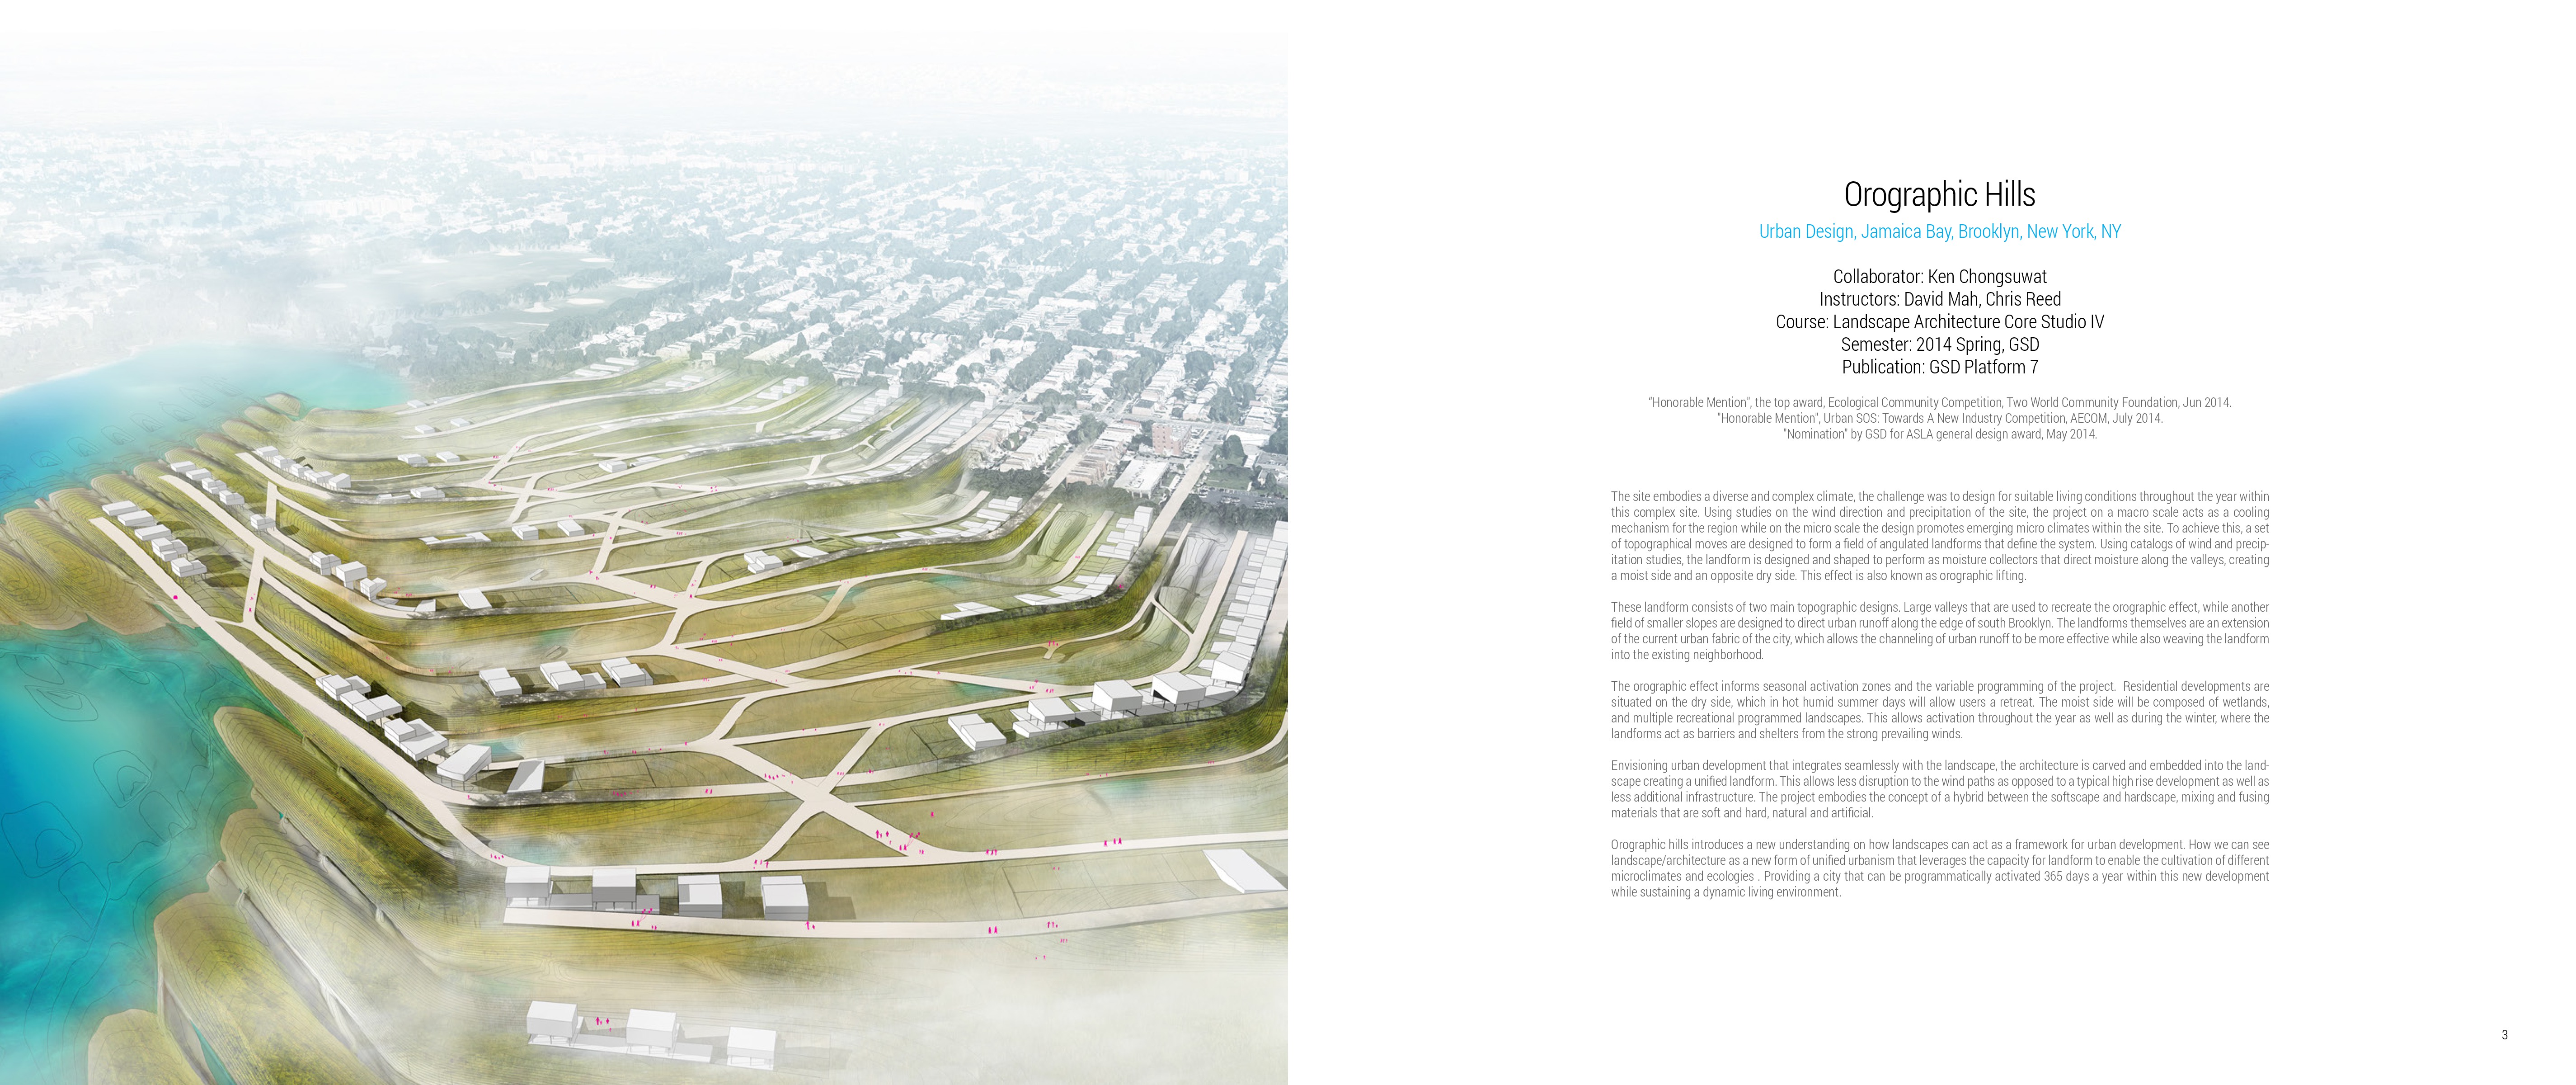 Orographic Hills
Urban Design, Jamaica Bay, Brooklyn, New York, NY
Collaborator: Ken Chongsuwat
Instructors: David Mah, Chris Reed
Course: Landscape Architecture Core Studio IV
Semester: 2014 Spring, GSD
Publication: GSD Platform 7
"Honorable Mention", the top award, Ecological Community Competition, Two World Community Foundation, Jun 2014.
"Honorable Mention", Urban SOS: Towards A New Industry Competition, AECOM, July 2014.
"Nomination" by GSD for ASLA general design award, May 2014.
The site embodies a diverse and complex climate, the challenge was to design for suitable living conditions throughout the year within
this complex site. Using studies on the wind direction and precipitation of the site, the project on a macro scale acts as a cooling
mechanism for the region while on the micro scale the design promotes emerging micro climates within the site. To achieve this, a set
of topographical moves are designed to form a field of angulated landforms that define the system. Using catalogs of wind and precip-
itation studies, the landform is designed and shaped to perform as moisture collectors that direct moisture along the valleys, creating
a moist side and an opposite dry side. This effect is also known as orographic lifting.
These landform consists of two main topographic designs. Large valleys that are used to recreate the orographic effect, while another
field of smaller slopes are designed to direct urban runoff along the edge of south Brooklyn. The landforms themselves are an extension
of the current urban fabric of the city, which allows the channeling of urban runoff to be more effective while also weaving the landform
into the existing neighborhood.
The orographic effect informs seasonal activation zones and the variable programming of the project.  Residential developments are
situated on the dry side, which in hot humid summer days will allow users a retreat. The moist side will be composed of wetlands,
and multiple recreational programmed landscapes. This allows activation throughout the year as well as during the winter, where the
landforms act as barriers and shelters from the strong prevailing winds.
Envisioning urban development that integrates seamlessly with the landscape, the architecture is carved and embedded into the land-
scape creating a unified landform. This allows less disruption to the wind paths as opposed to a typical high rise development as well as
less additional infrastructure. The project embodies the concept of a hybrid between the softscape and hardscape, mixing and fusing
materials that are soft and hard, natural and artificial.
Orographic hills introduces a new understanding on how landscapes can act as a framework for urban development. How we can see
landscape/architecture as a new form of unified urbanism that leverages the capacity for landform to enable the cultivation of different
microclimates and ecologies . Providing a city that can be programmatically activated 365 days a year within this new development
while sustaining a dynamic living environment.
3